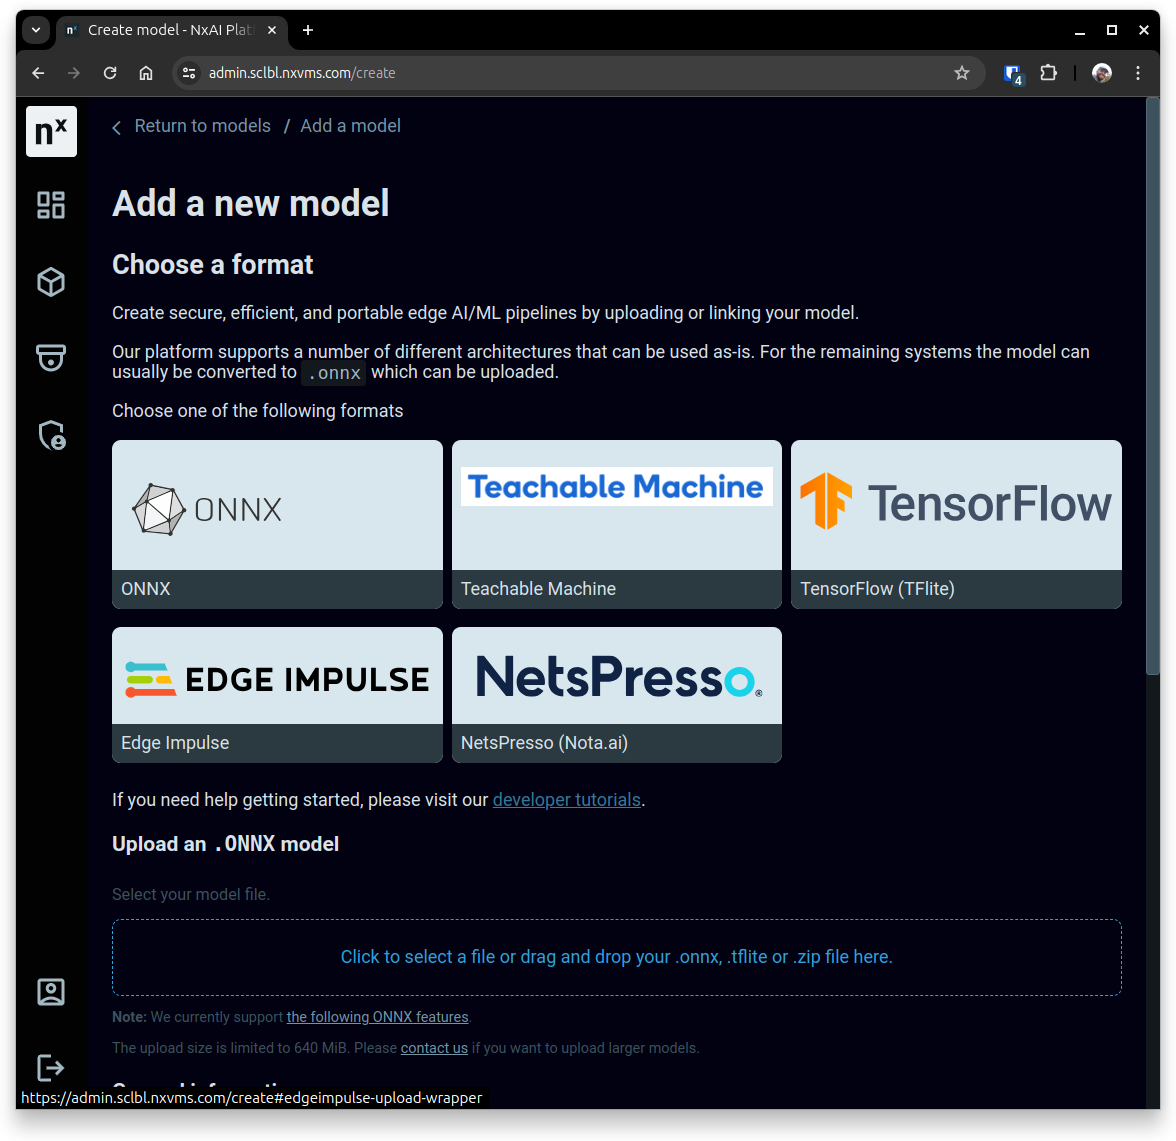 Create model - NxAI Plat
admin.sclbl.nxvms.com/create
4
nx
Return to models / Add a model
Add a new model
Choose a format
Create secure, efficient, and portable edge AI/ML pipelines by uploading or linking your model.
Our platform supports a number of different architectures that can be used as-is. For the remaining systems the model can
usually be converted to .onnx which can be uploaded.
Choose one of the following formats
ONNX
Teachable Machine
TensorFlow
ONNX
Teachable Machine
TensorFlow (TFlite)
EDGE IMPULSE
NetsPresso®
Edge Impulse
NetsPresso (Nota.ai)
If you need help getting started, please visit our developer tutorials.
Upload an .ONNX model
Select your model file.
Click to select a file or drag and drop your .onnx, .tflite or .zip file here.
Note: We currently support the following ONNX features.
The upload size is limited to 640 MiB. Please contact us if you want to upload larger models.
https://admin.sclbl.nxvms.com/create#edgeimpulse-upload-wrapper